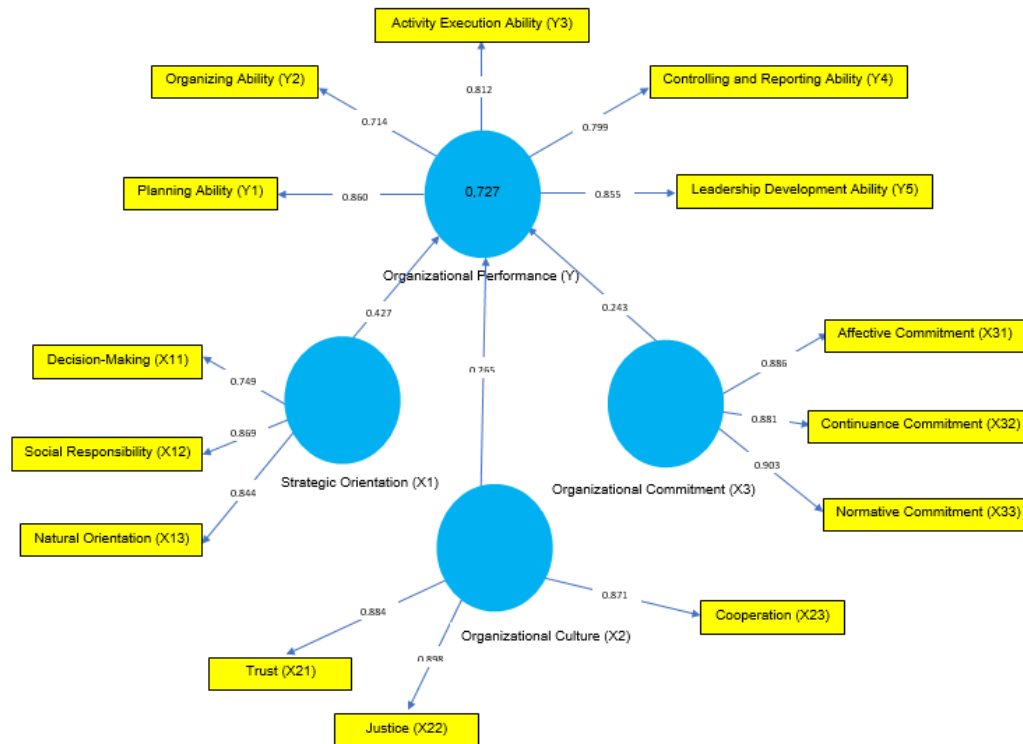 Activity Execution Ability (Y3)
Organizing Ability (Y2)
Controlling and Reporting Ability (Y4)
0.812
0.714
0.799
Planning Ability (Y1)
0.860
0,727
0.855
Leadership Development Ability (Y5)
Organizational Performance (Y)
0.427
0.243
0.265
Decision-Making (X11)
0.749
Social Responsibility (X12)
0.869
0.844
Natural Orientation (X13)
Strategic Orientation (X1)
Affective Commitment (X31)
0.886
0.881
Continuance Commitment (X32)
0.903
Normative Commitment (X33)
Organizational Commitment (X3)
0.884
0.898
0.871
Cooperation (X23)
Organizational Culture (X2)
Trust (X21)
Justice (X22)